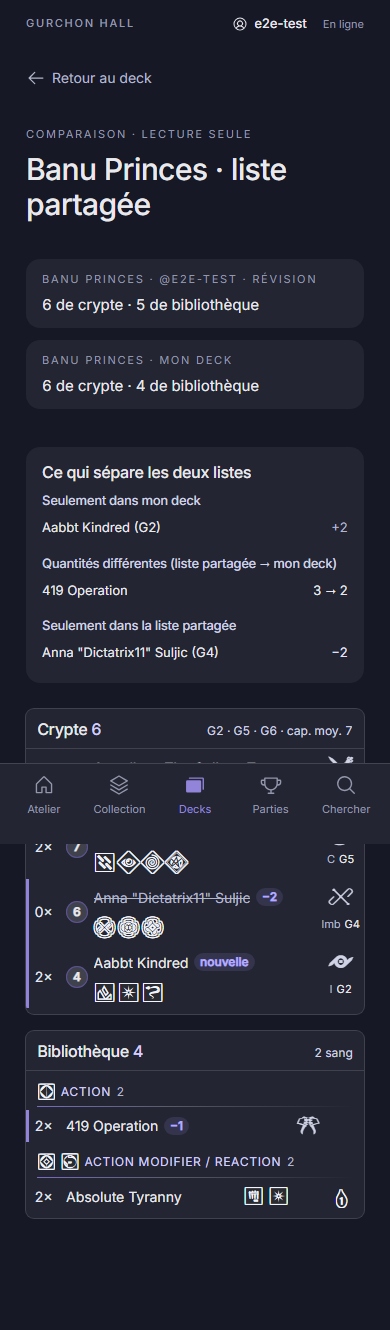 GURCHON HALL
e2e-test
En ligne
← Retour au deck
COMPARAISON · LECTURE SEULE
Banu Princes · liste
partagée
BANU PRINCES · @E2E-TEST · RÉVISION
6 de crypte · 5 de bibliothèque
BANU PRINCES · MON DECK
6 de crypte · 4 de bibliothèque
Ce qui sépare les deux listes
Seulement dans mon deck
Aabbt Kindred (G2) +2
Quantités différentes (liste partagée → mon deck)
419 Operation 3 → 2
Seulement dans la liste partagée
Anna "Dictatrix11" Suljic (G4) −2
Crypte 6 G2 · G5 · G6 · cap. moy. 7
Atelier Collection Decks Parties Chercher
2× 7 C G5
0× 6 Anna "Dictatrix11" Suljic −2 Imb G4
2× 4 Aabbt Kindred nouvelle I G2
Bibliothèque 4 2 sang
ACTION 2
2× 419 Operation −1
ACTION MODIFIER / REACTION 2
2× Absolute Tyranny 1